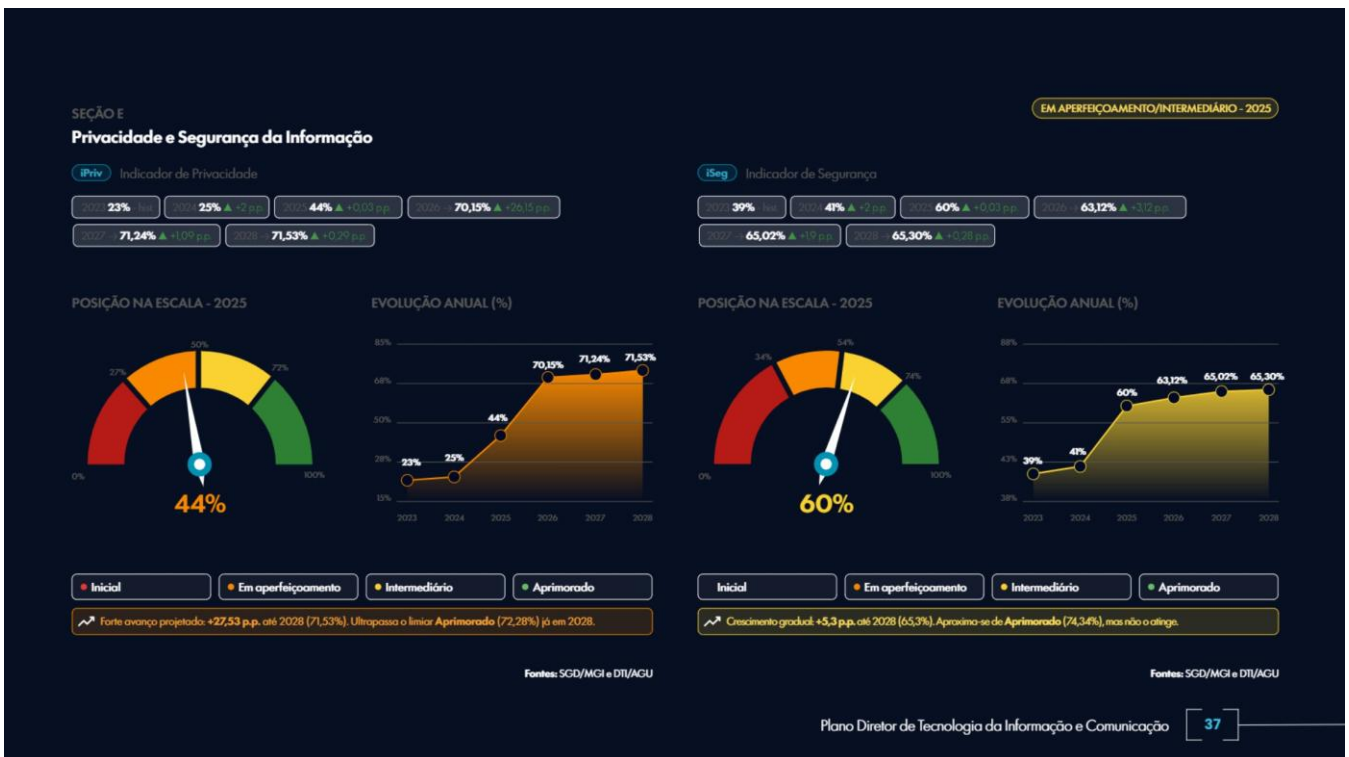 SEÇÃO E
EM APERFEIÇOAMENTO/INTERMEDIÁRIO - 2025
Privacidade e Segurança da Informação
iPriv Indicador de Privacidade
2023 23% hist.
2024 25% ▲ +2 p.p.
2025 44% ▲ +0,03 p.p.
2026 → 70,15% ▲ +26,15 p.p.
2027 → 71,24% ▲ +1,09 p.p.
2028 → 71,53% ▲ +0,29 p.p.
POSIÇÃO NA ESCALA - 2025
0%
27%
50%
72%
100%
44%
EVOLUÇÃO ANUAL (%)
85%
68%
50%
28%
15%
23%
25%
44%
70,15%
71,24%
71,53%
2023 2024 2025 2026 2027 2028
Inicial
Em aperfeiçoamento
Intermediário
Aprimorado
Forte avanço projetado: +27,53 p.p. até 2028 (71,53%). Ultrapassa o limiar Aprimorado (72,28%) já em 2028.
Fontes: SGD/MGI e DTI/AGU
iSeg Indicador de Segurança
2023 39% hist.
2024 41% ▲ +2 p.p.
2025 60% ▲ +0,03 p.p.
2026 → 63,12% ▲ +3,12 p.p.
2027 → 65,02% ▲ +1,9 p.p.
2028 → 65,30% ▲ +0,28 p.p.
POSIÇÃO NA ESCALA - 2025
0%
34%
54%
74%
100%
60%
EVOLUÇÃO ANUAL (%)
88%
68%
55%
43%
38%
39%
41%
60%
63,12%
65,02%
65,30%
2023 2024 2025 2026 2027 2028
Inicial
Em aperfeiçoamento
Intermediário
Aprimorado
Crescimento gradual: +5,3 p.p. até 2028 (65,3%). Aproxima-se de Aprimorado (74,34%), mas não o atinge.
Fontes: SGD/MGI e DTI/AGU
Plano Diretor de Tecnologia da Informação e Comunicação 37